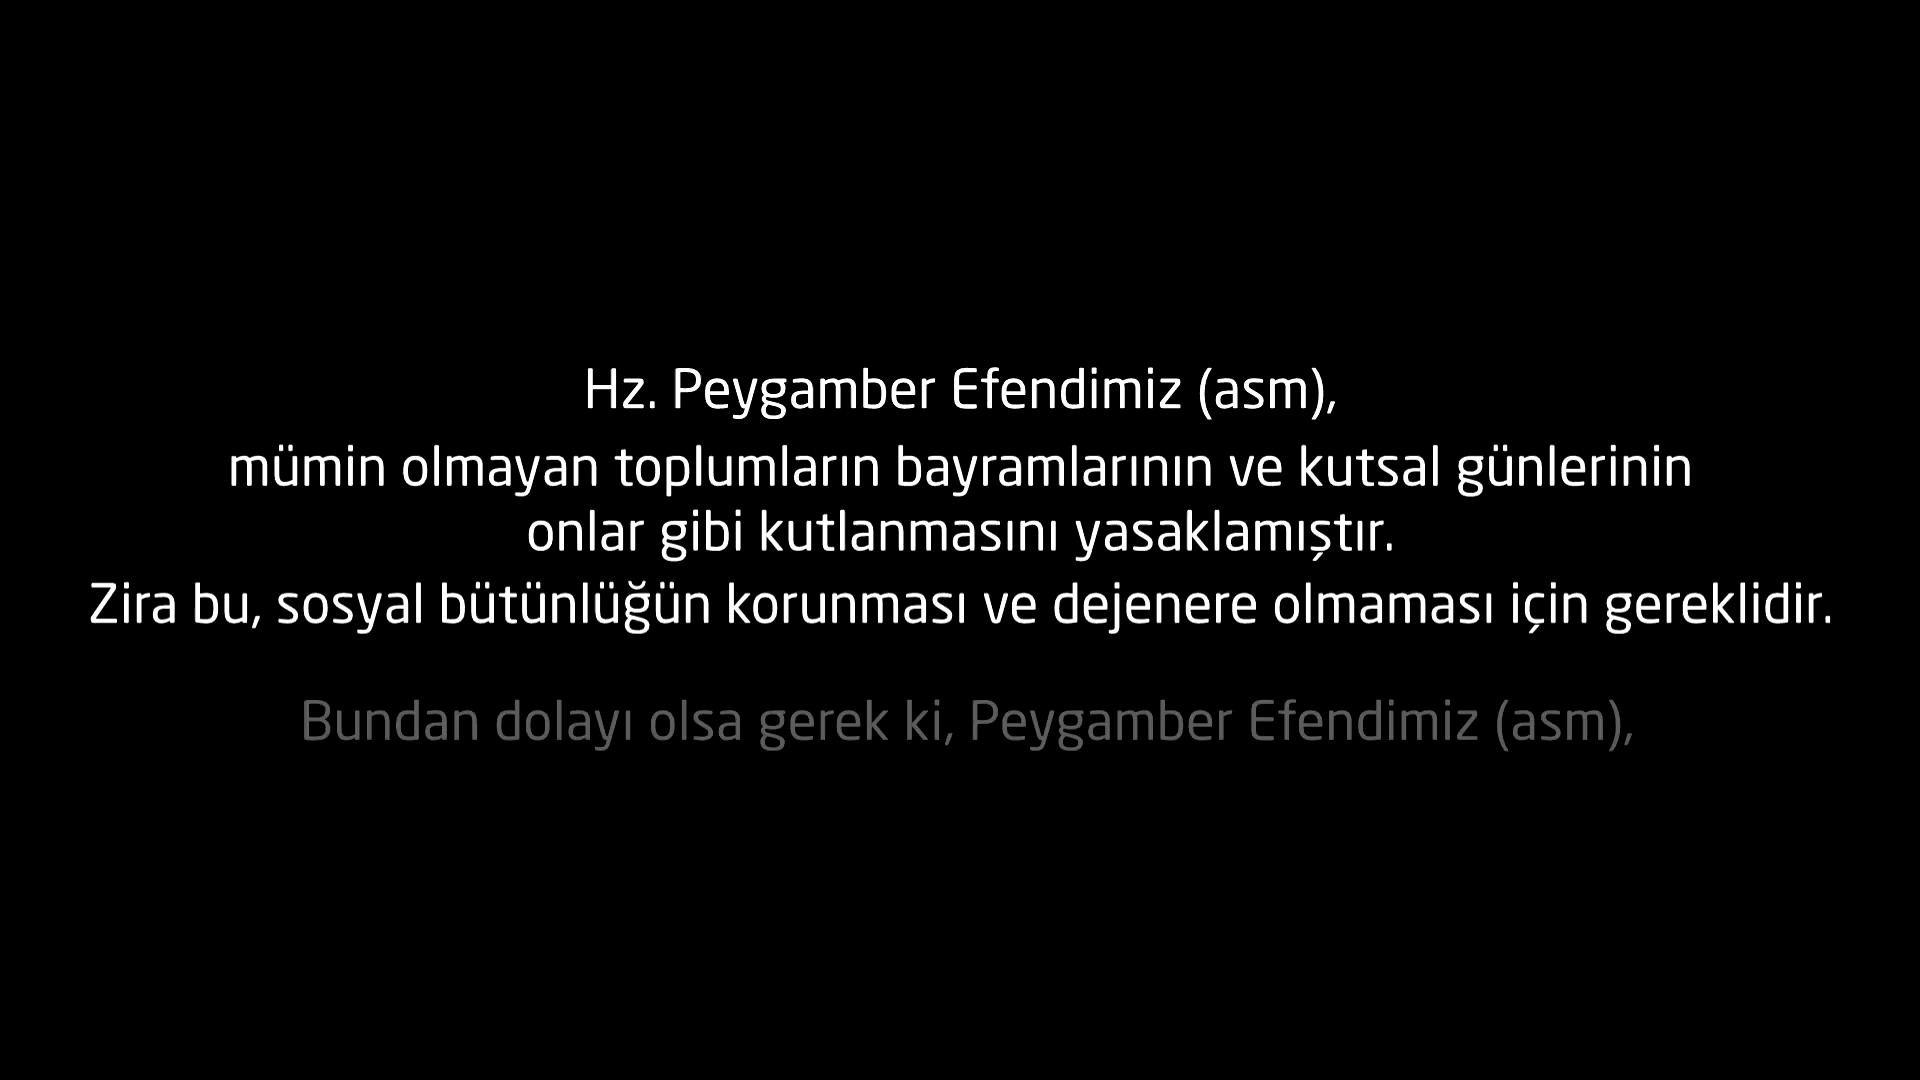 Hz. Peygamber Efendimiz (asm),
mümin olmayan toplumların bayramlarının ve kutsal günlerinin
onlar gibi kutlanmasını yasaklamıştır.
Zira bu, sosyal bütünlüğün korunması ve dejenere olmaması için gereklidir.
Bundan dolayı olsa gerek ki, Peygamber Efendimiz (asm),